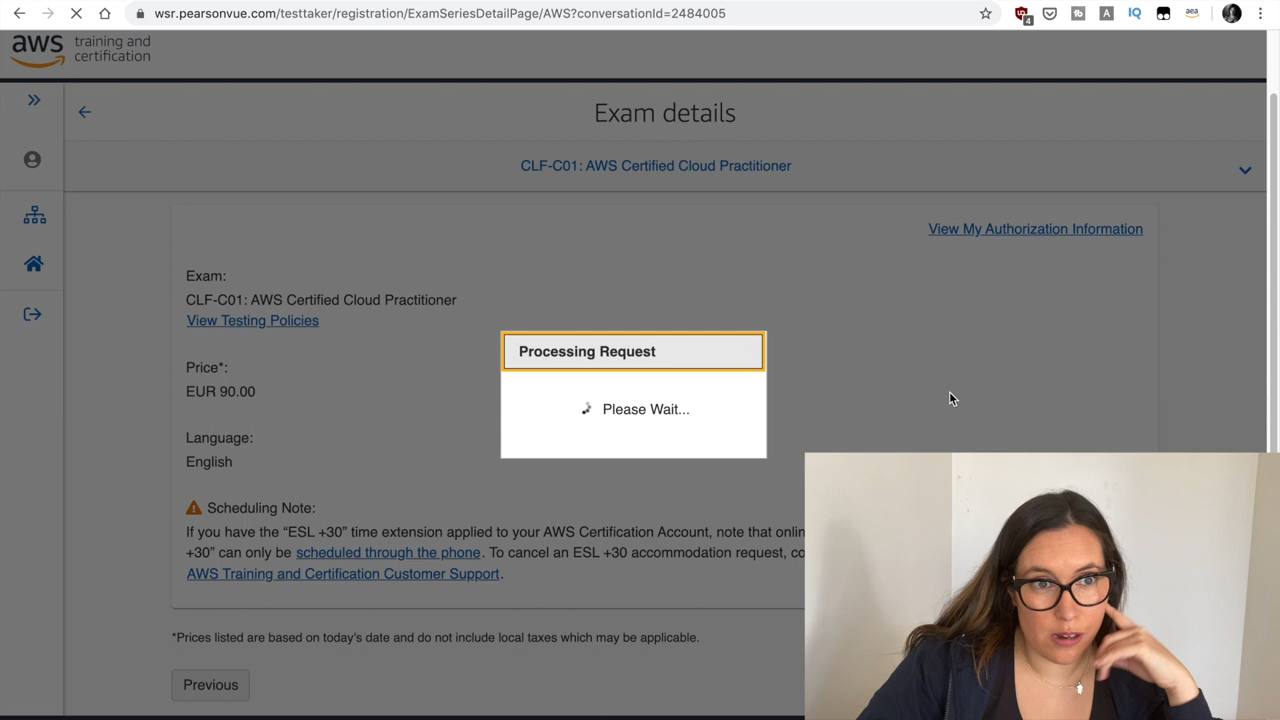 wsr.pearsonvue.com/testtaker/registration/ExamSeriesDetailPage/AWS?conversationId=2484005
4
tb
A
IQ
aea
aws training and
certification
Exam details
CLF-C01: AWS Certified Cloud Practitioner
View My Authorization Information
Exam:
CLF-C01: AWS Certified Cloud Practitioner
View Testing Policies
Processing Request
Price*:
EUR 90.00
Please Wait...
Language:
English
Scheduling Note:
If you have the “ESL +30” time extension applied to your AWS Certification Account, note that onlin
+30” can only be scheduled through the phone. To cancel an ESL +30 accommodation request, co
AWS Training and Certification Customer Support.
*Prices listed are based on today's date and do not include local taxes which may be applicable.
Previous